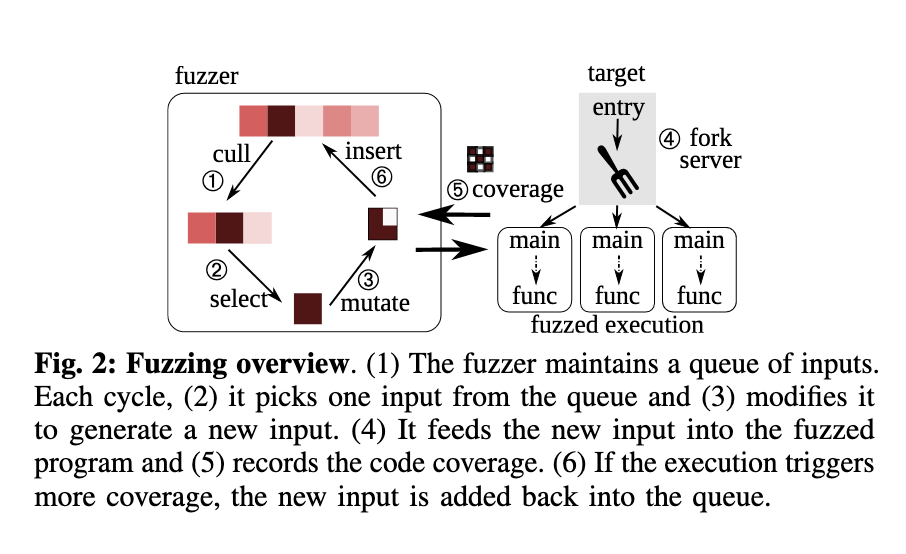 fuzzer
target
entry
④ fork
server
cull
①
insert
⑥
⑤ coverage
②
select
③
mutate
main
main
main
func
func
func
fuzzed execution
Fig. 2: Fuzzing overview. (1) The fuzzer maintains a queue of inputs.
Each cycle, (2) it picks one input from the queue and (3) modifies it
to generate a new input. (4) It feeds the new input into the fuzzed
program and (5) records the code coverage. (6) If the execution triggers
more coverage, the new input is added back into the queue.